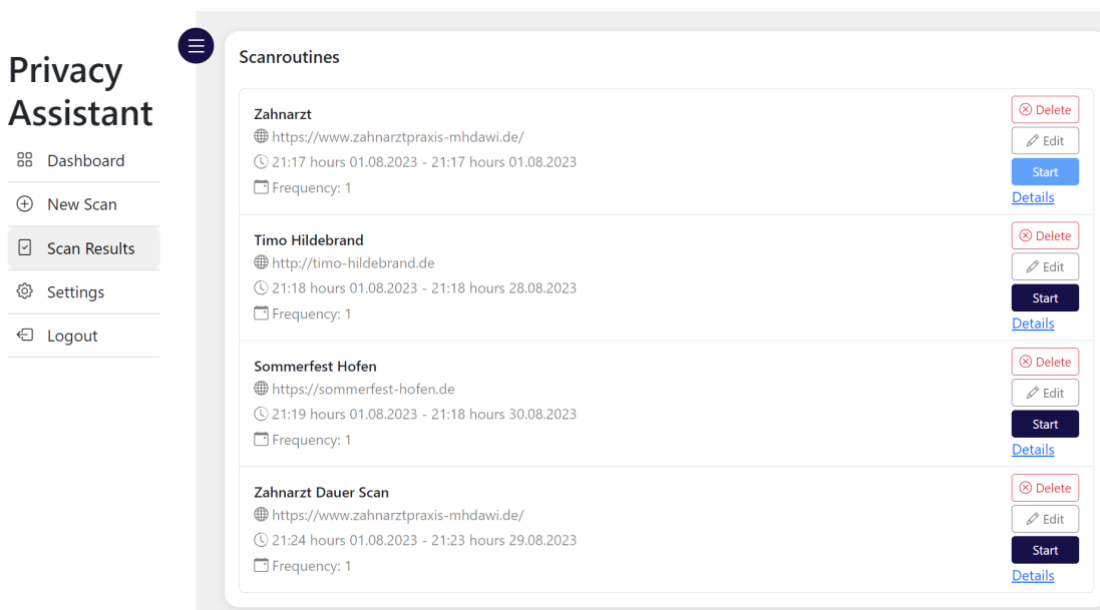 Privacy
Assistant
Dashboard
New Scan
Scan Results
Settings
Logout
Scanroutines
Zahnarzt
https://www.zahnarztpraxis-mhdawi.de/
21:17 hours 01.08.2023 - 21:17 hours 01.08.2023
Frequency: 1
Delete
Edit
Start
Details
Timo Hildebrand
http://timo-hildebrand.de
21:18 hours 01.08.2023 - 21:18 hours 28.08.2023
Frequency: 1
Delete
Edit
Start
Details
Sommerfest Hofen
https://sommerfest-hofen.de
21:19 hours 01.08.2023 - 21:18 hours 30.08.2023
Frequency: 1
Delete
Edit
Start
Details
Zahnarzt Dauer Scan
https://www.zahnarztpraxis-mhdawi.de/
21:24 hours 01.08.2023 - 21:23 hours 29.08.2023
Frequency: 1
Delete
Edit
Start
Details